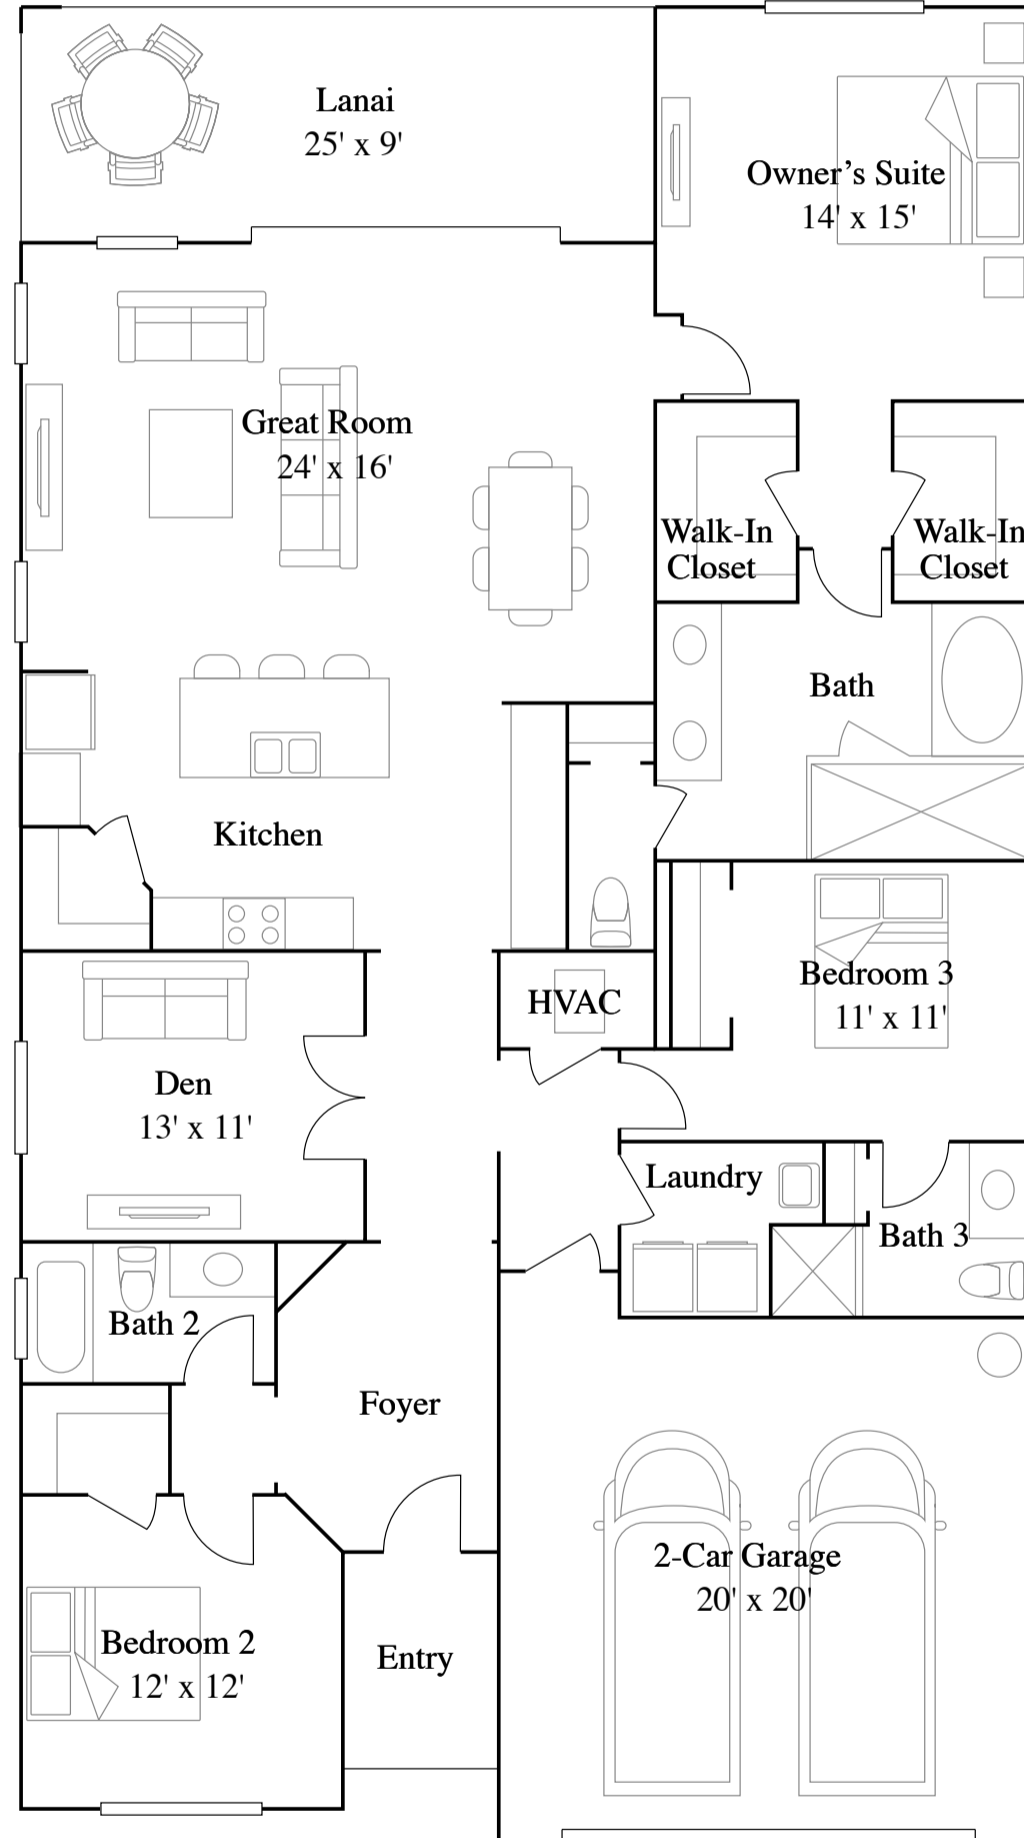 Lanai
25' x 9'
Owner’s Suite
14' x 15'
Great Room
24' x 16'
Walk-In
Closet
Walk-In
Closet
Bath
Kitchen
HVAC
Bedroom 3
11' x 11'
Den
13' x 11'
Laundry
Bath 3
Bath 2
Foyer
2-Car Garage
20' x 20'
Bedroom 2
12' x 12'
Entry